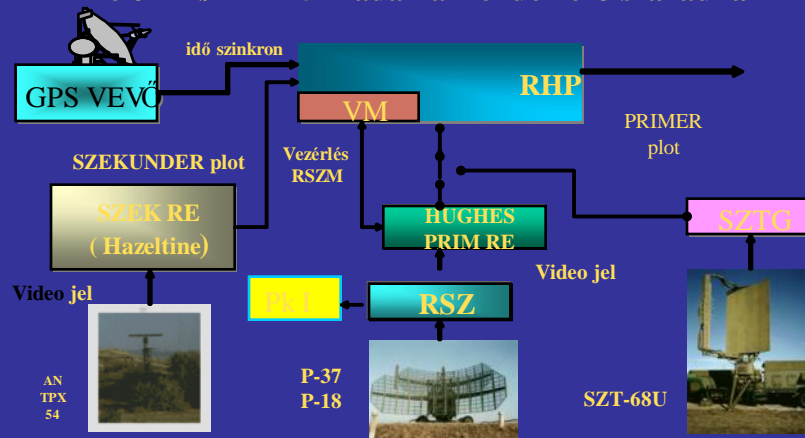 idő szinkron
GPS VEVŐ
RHP
VM
PRIMER
plot
SZEKUNDER plot
Vezérlés
RSZM
SZEK RE
( Hazeltine)
HUGHES
PRIM RE
SZTG
Video jel
Video jel
RSZ
AN
TPX
54
P-37
P-18
SZT-68U